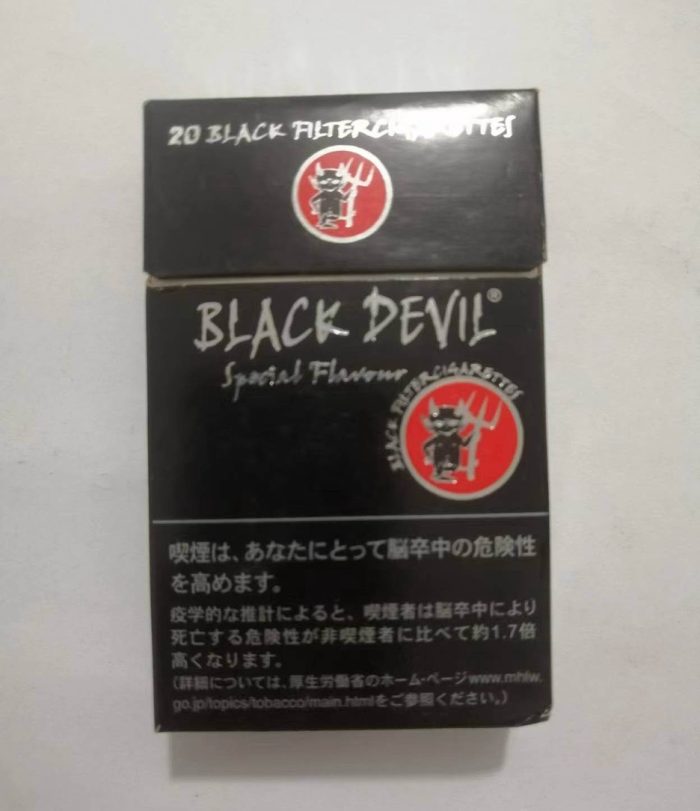 20 BLACK FILTERCIGARETTES
BLACK DEVIL®
Special Flavour
BLACK FILTERCIGARETTES
喫煙は、あなたにとって脳卒中の危険性
を高めます。
疫学的な推計によると、喫煙者は脳卒中により
死亡する危険性が非喫煙者に比べて約1.7倍
高くなります。
(詳細については、厚生労働省のホーム・ページwww.mhlw.
go.jp/topics/tobacco/main.htmlをご参照ください。)